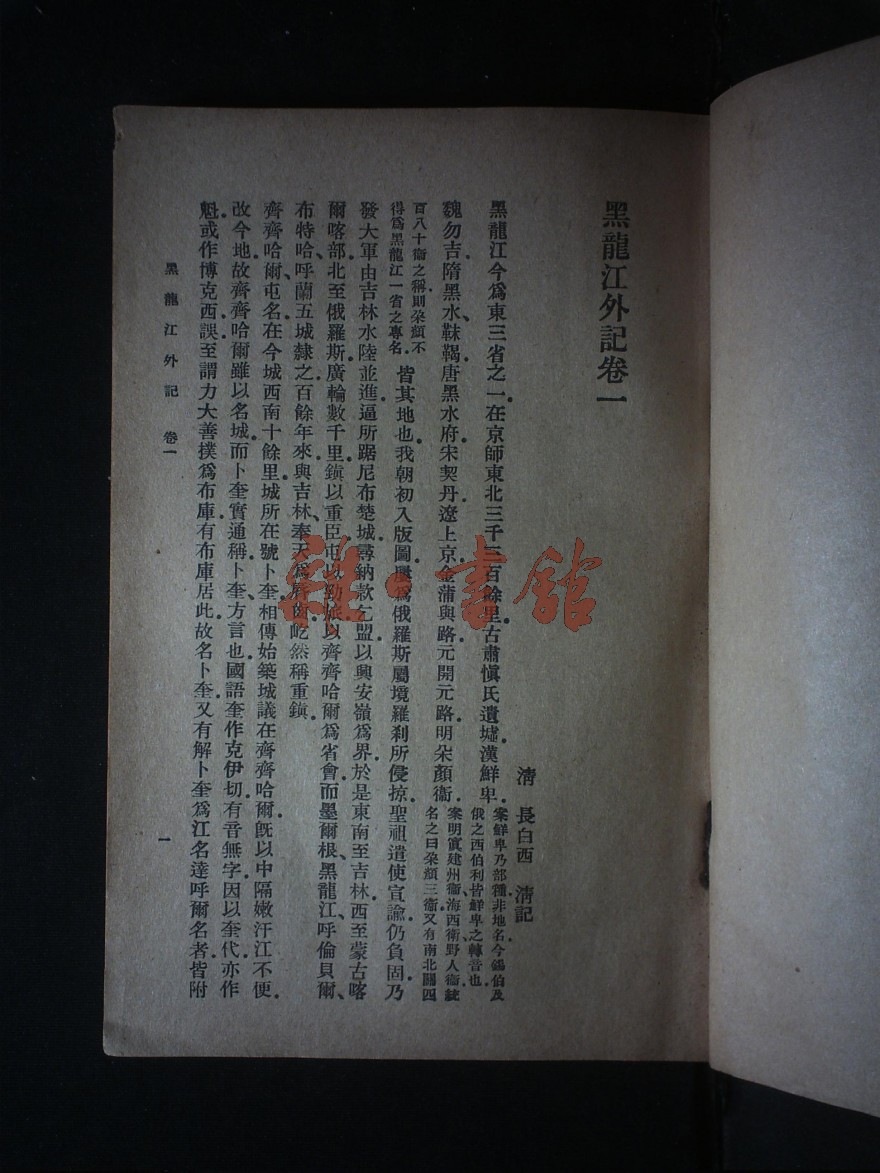 黑龍江外記卷一
清　長白西　清記
黑龍江今爲東三省之一在京師東北三千三百餘里。古肅愼氏遺墟。漢鮮卑。案鮮卑乃部種、非地名、今錫伯及俄之西伯利皆鮮卑之轉音也。
魏勿吉。隋黑水、靺鞨。唐黑水府。宋契丹。遼上京。金蒲與路。元開元路。明朵顏衞。案明實建州衞、海西衞、野人衞、統名之曰朵顏三衞、又有南北關四
百八十衞之稱、則朵顏不得爲黑龍江一省之專名。皆其地也。我朝初入版圖。屬爲俄羅斯屬境羅剎所侵掠。聖祖遣使宣諭。仍負固。乃
發大軍由吉林水陸並進。逼所踞尼布楚城。尋納款乞盟。以興安嶺爲界。於是東南至吉林。西至蒙古喀
爾喀部。北至俄羅斯。廣輪數千里。鎭以重臣。屯以勁旅。以齊齊哈爾爲省會。而墨爾根、黑龍江、呼倫貝爾、
布特哈、呼蘭五城隸之。百餘年來。與吉林、奉天爲脣齒。屹然稱重鎭。
齊齊哈爾屯名。在今城西南十餘里。城所在號卜奎。相傳始築城議在齊齊哈爾。旣以中隔嫩汙江不便。
改今地。故齊齊哈爾雖以名城。而卜奎實通稱。卜奎、方言也。國語奎作克伊切。有音無字。因以奎代。亦作
魁。或作博克西。誤。至謂力大善撲爲布庫。有布庫居此。故名卜奎。又有解卜奎爲江名達呼爾名者。皆附
黑龍江外記　卷一
一
雜書館